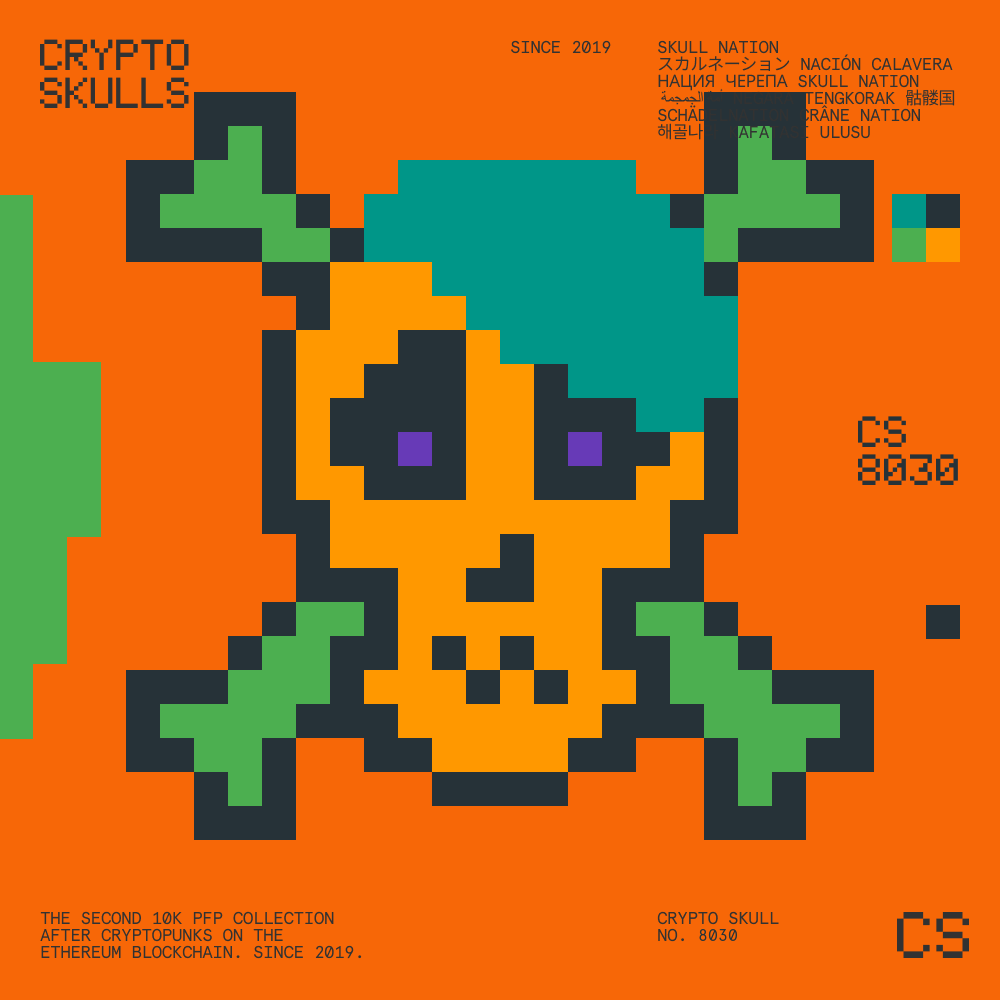 CRYPTO
SKULLS
SINCE 2019
SKULL NATION
スカルネーション NACIÓN CALAVERA
НАЦИЯ ЧЕРЕПА SKULL NATION
الجمجمة TENGKORAK 骷髅国
CRÂNE NATION
해골나 ULUSU
CS
8030
THE SECOND 10K PFP COLLECTION
AFTER CRYPTOPUNKS ON THE
ETHEREUM BLOCKCHAIN. SINCE 2019.
CRYPTO SKULL
NO. 8030
CS